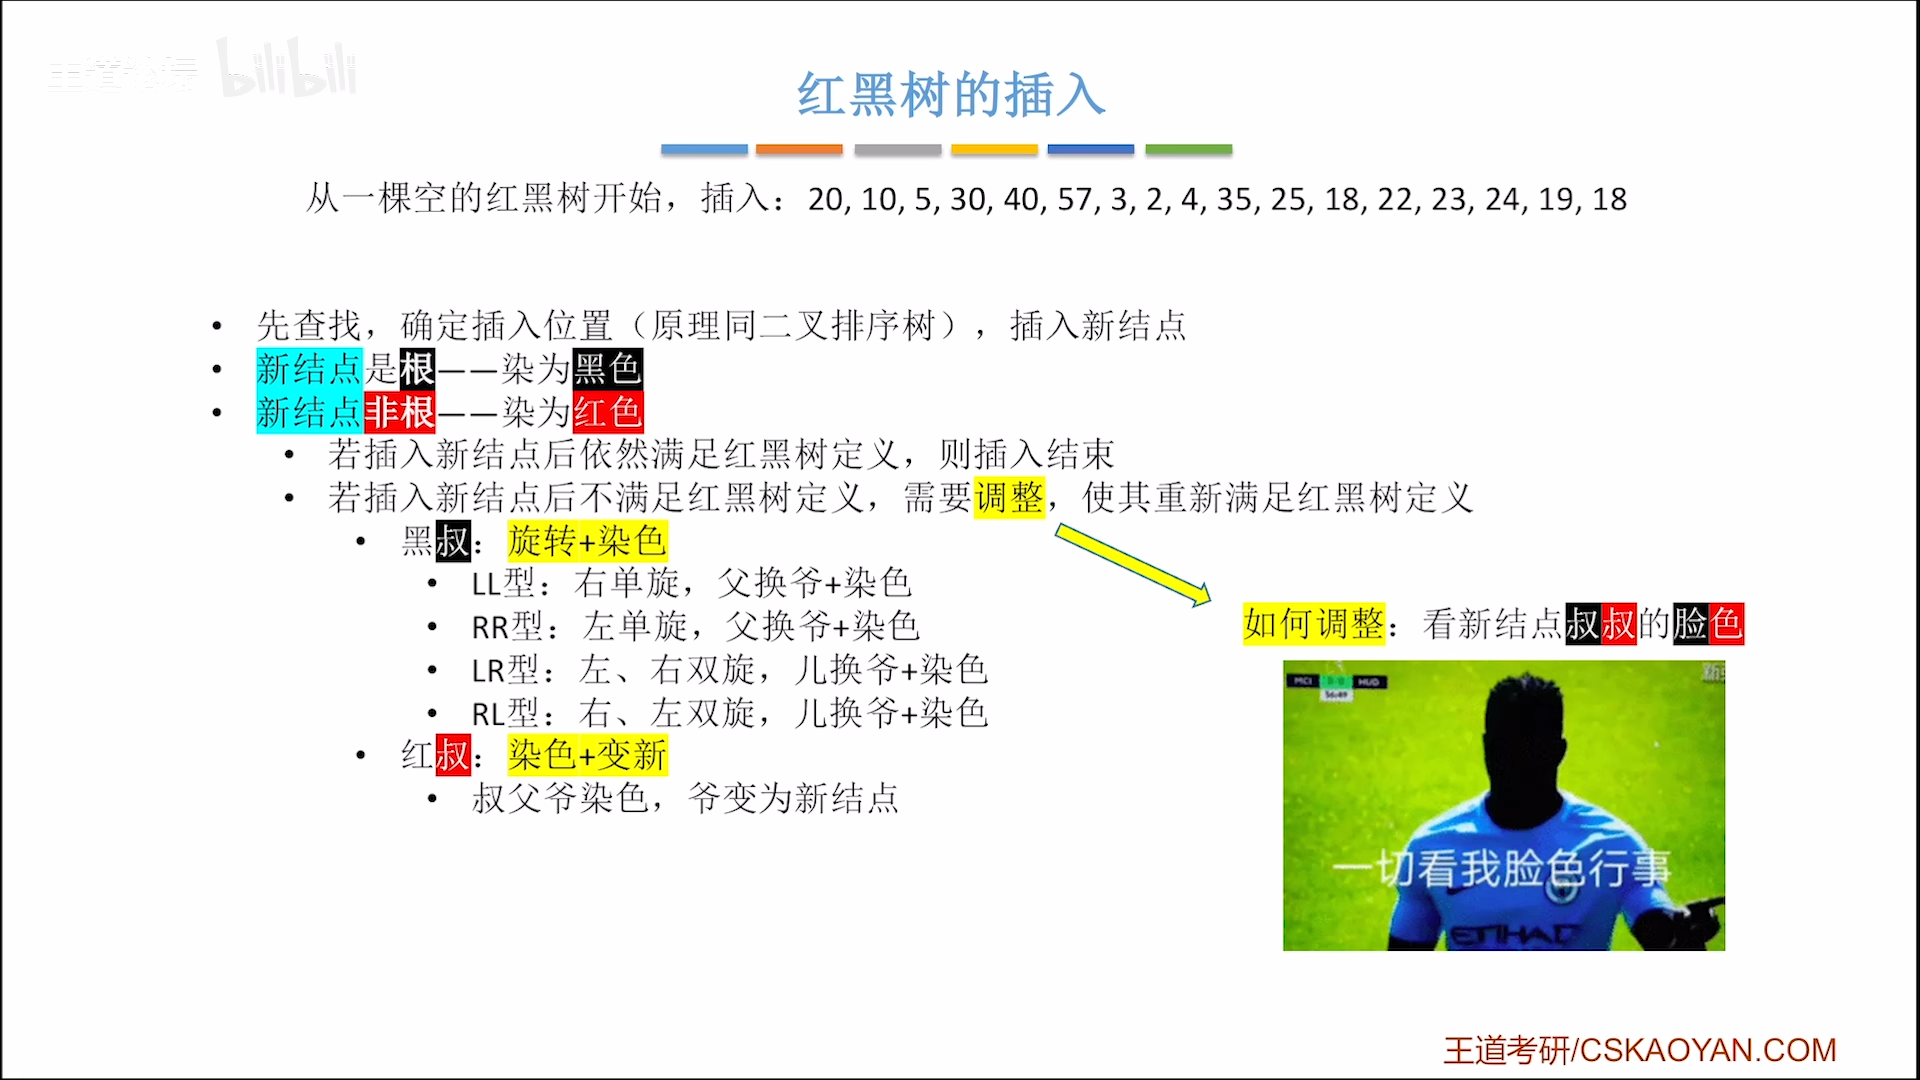 王道论坛 bilibili
红黑树的插入
从一棵空的红黑树开始，插入：20, 10, 5, 30, 40, 57, 3, 2, 4, 35, 25, 18, 22, 23, 24, 19, 18
• 先查找，确定插入位置（原理同二叉排序树），插入新结点
• 新结点是根——染为黑色
• 新结点非根——染为红色
• 若插入新结点后依然满足红黑树定义，则插入结束
• 若插入新结点后不满足红黑树定义，需要调整，使其重新满足红黑树定义
• 黑叔：旋转+染色
• LL型：右单旋，父换爷+染色
• RR型：左单旋，父换爷+染色
• LR型：左、右双旋，儿换爷+染色
• RL型：右、左双旋，儿换爷+染色
• 红叔：染色+变新
• 叔父爷染色，爷变为新结点
如何调整：看新结点叔叔的脸色
MCI 0-0 HUD
56:49
一切看我脸色行事
ETIHAD
王道考研/CSKAOYAN.COM